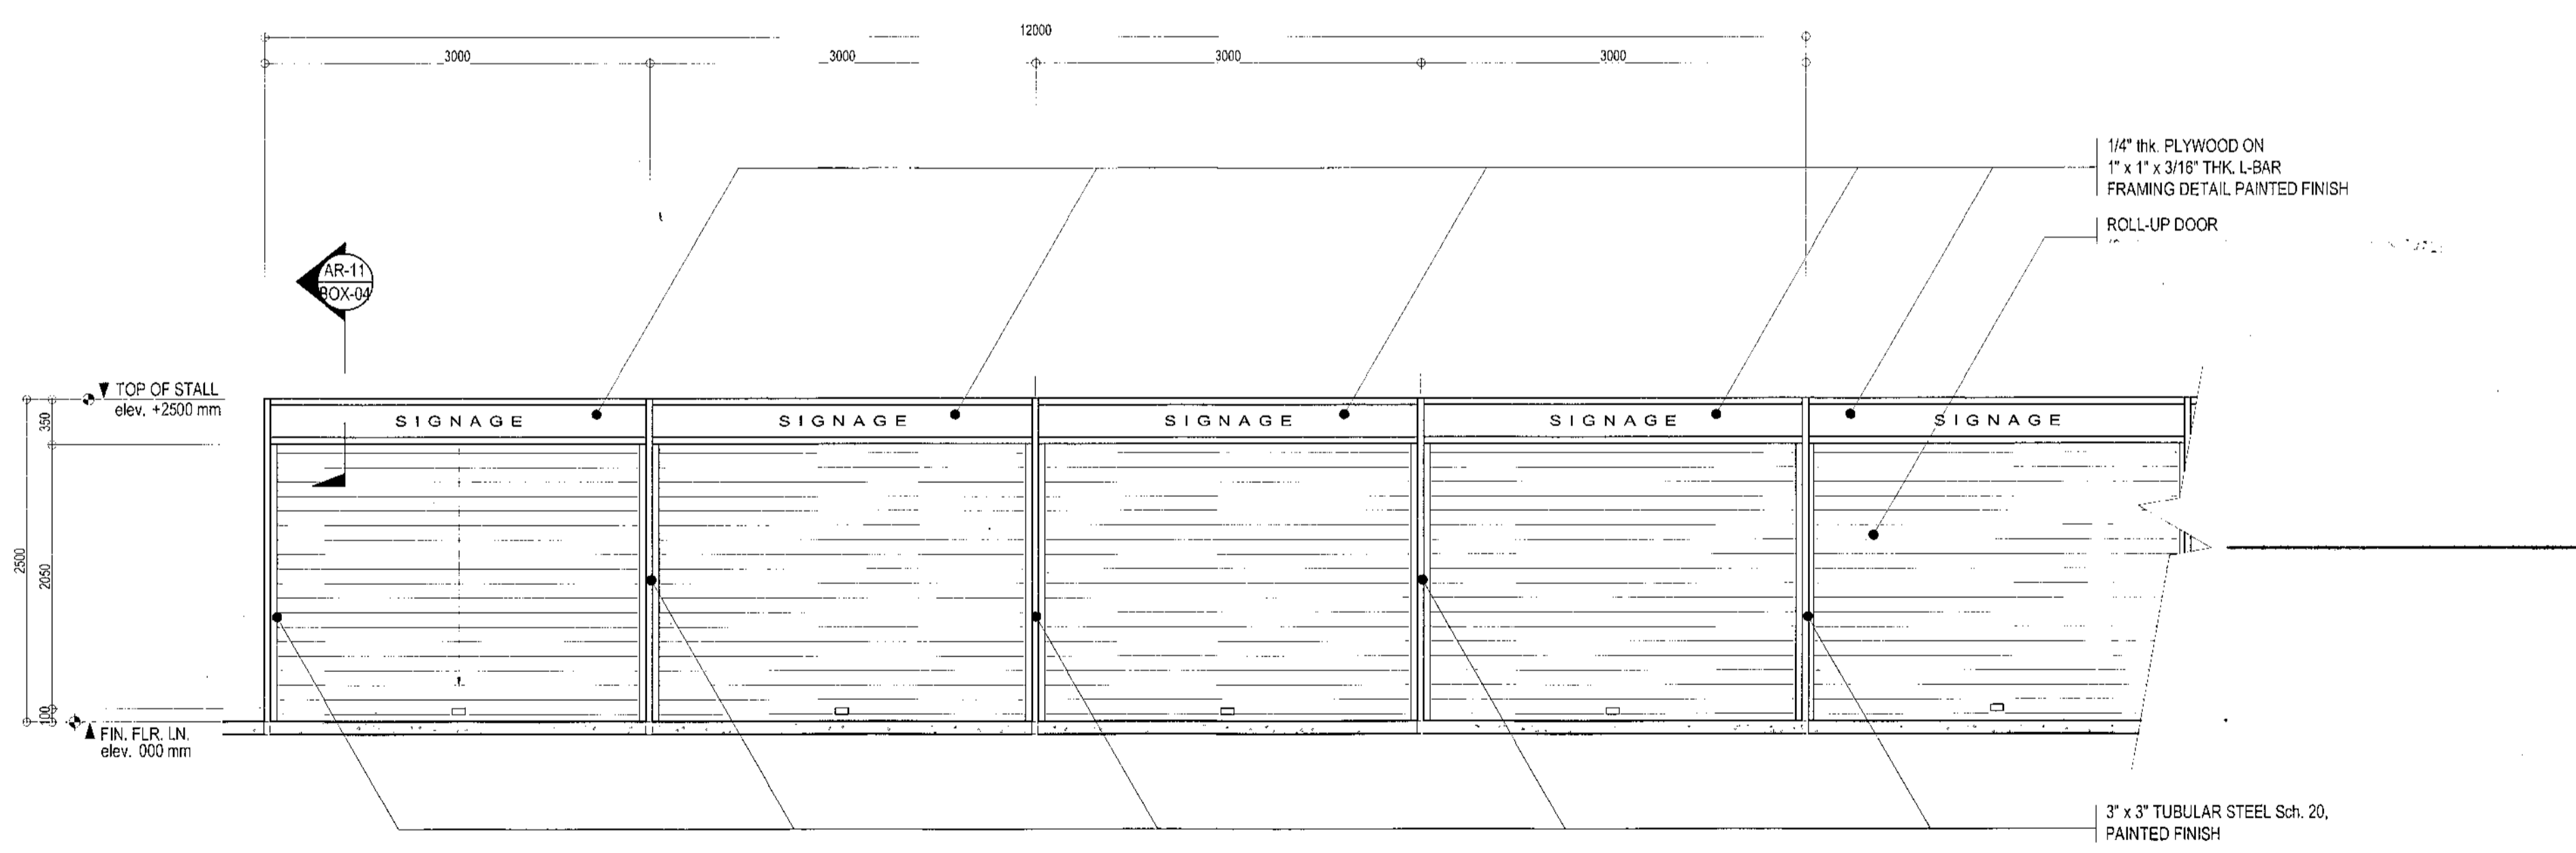 12000
3000 3000 3000 3000
1/4" thk. PLYWOOD ON
1" x 1" x 3/16" THK. L-BAR
FRAMING DETAIL PAINTED FINISH
ROLL-UP DOOR
AR-11
BOX-04
TOP OF STALL
elev. +2500 mm
SIGNAGE SIGNAGE SIGNAGE SIGNAGE SIGNAGE
2500
2050
100
FIN. FLR. LN.
elev. 000 mm
3" x 3" TUBULAR STEEL Sch. 20,
PAINTED FINISH